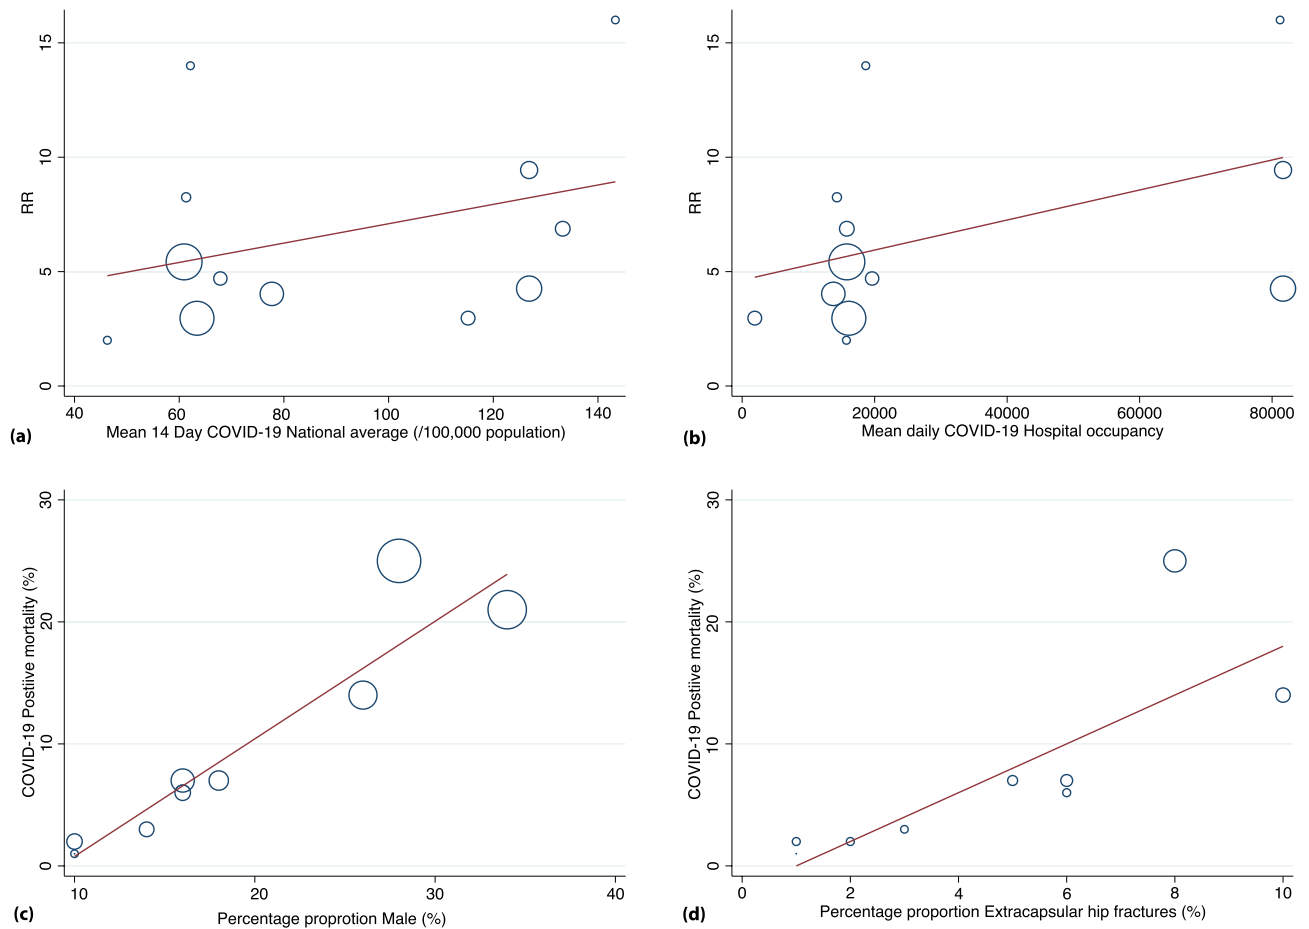 15
10
5
0
RR
40 60 80 100 120 140
Mean 14 Day COVID-19 National average (/100,000 population)
(a)
15
10
5
0
RR
0 20000 40000 60000 80000
Mean daily COVID-19 Hospital occupancy
(b)
30
20
10
0
COVID-19 Postiive mortality (%)
10 20 30 40
Percentage proprotion Male (%)
(c)
30
20
10
0
COVID-19 Postiive mortality (%)
0 2 4 6 8 10
Percentage proportion Extracapsular hip fractures (%)
(d)